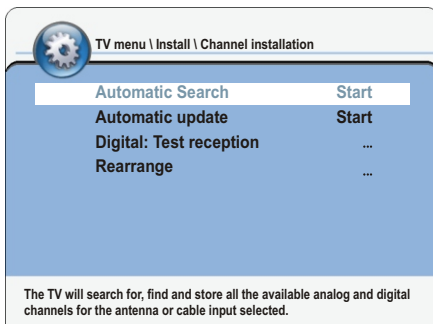 TV menu \ Install \ Channel installation
Automatic Search Start
Automatic update Start
Digital: Test reception ...
Rearrange ...
The TV will search for, find and store all the available analog and digital
channels for the antenna or cable input selected.